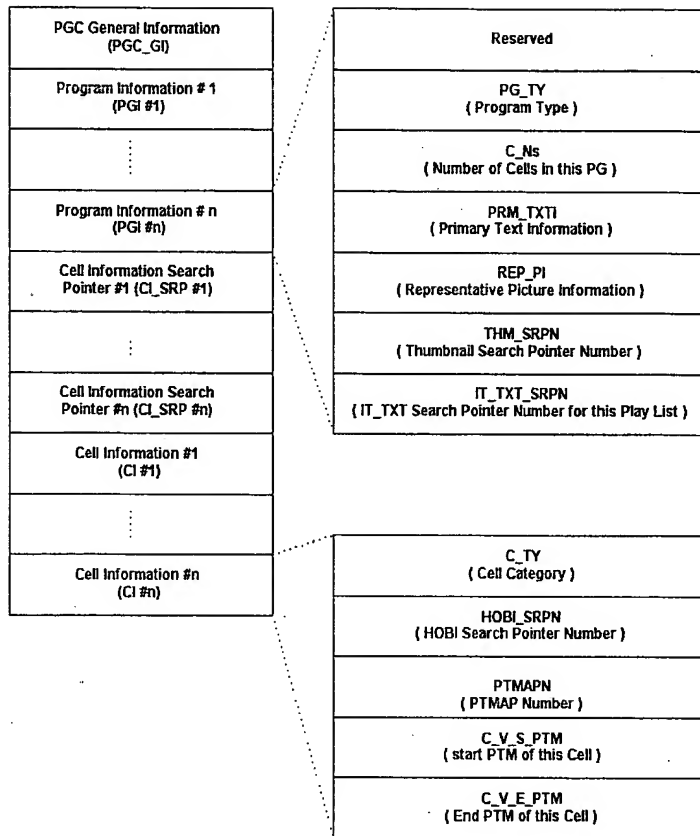 PGC General Information
(PGC_GI)
Program Information # 1
(PGI #1)
Program Information # n
(PGI #n)
Cell Information Search
Pointer #1 (CI_SRP #1)
Cell Information Search
Pointer #n (CI_SRP #n)
Cell Information #1
(CI #1)
Cell Information #n
(CI #n)
Reserved
PG_TY
( Program Type )
C_Ns
( Number of Cells in this PG )
PRM_TXTI
( Primary Text Information )
REP_PI
( Representative Picture Information )
THM_SRPN
( Thumbnail Search Pointer Number )
IT_TXT_SRPN
( IT_TXT Search Pointer Number for this Play List )
C_TY
( Cell Category )
HOBI_SRPN
( HOBI Search Pointer Number )
PTMAPN
( PTMAP Number )
C_V_S_PTM
( start PTM of this Cell )
C_V_E_PTM
( End PTM of this Cell )